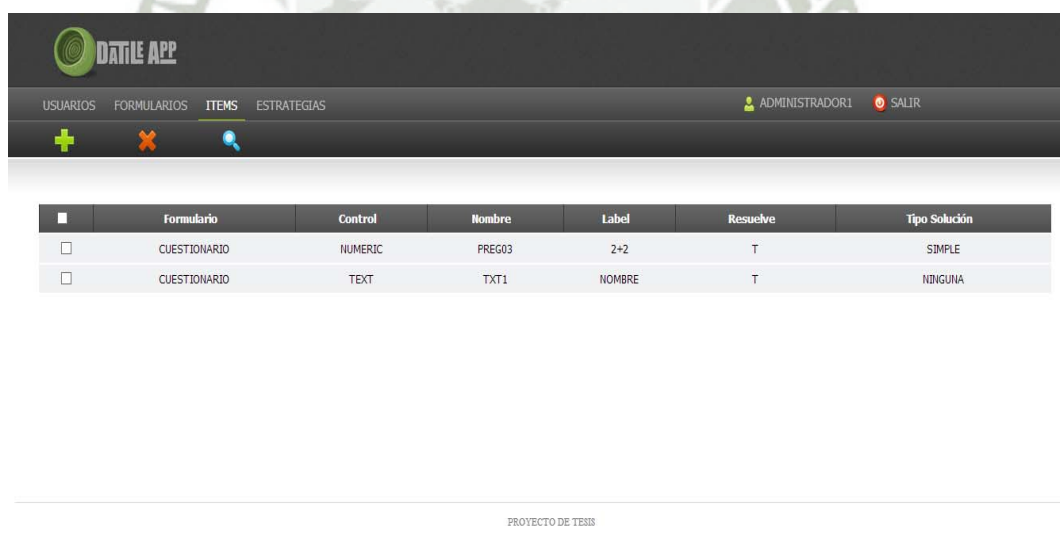 DATILE APP
USUARIOS FORMULARIOS ITEMS ESTRATEGIAS ADMINISTRADOR1 SALIR
Formulario Control Nombre Label Resuelve Tipo Solución
CUESTIONARIO NUMERIC PREG03 2+2 T SIMPLE
CUESTIONARIO TEXT TXT1 NOMBRE T NINGUNA
PROYECTO DE TESIS